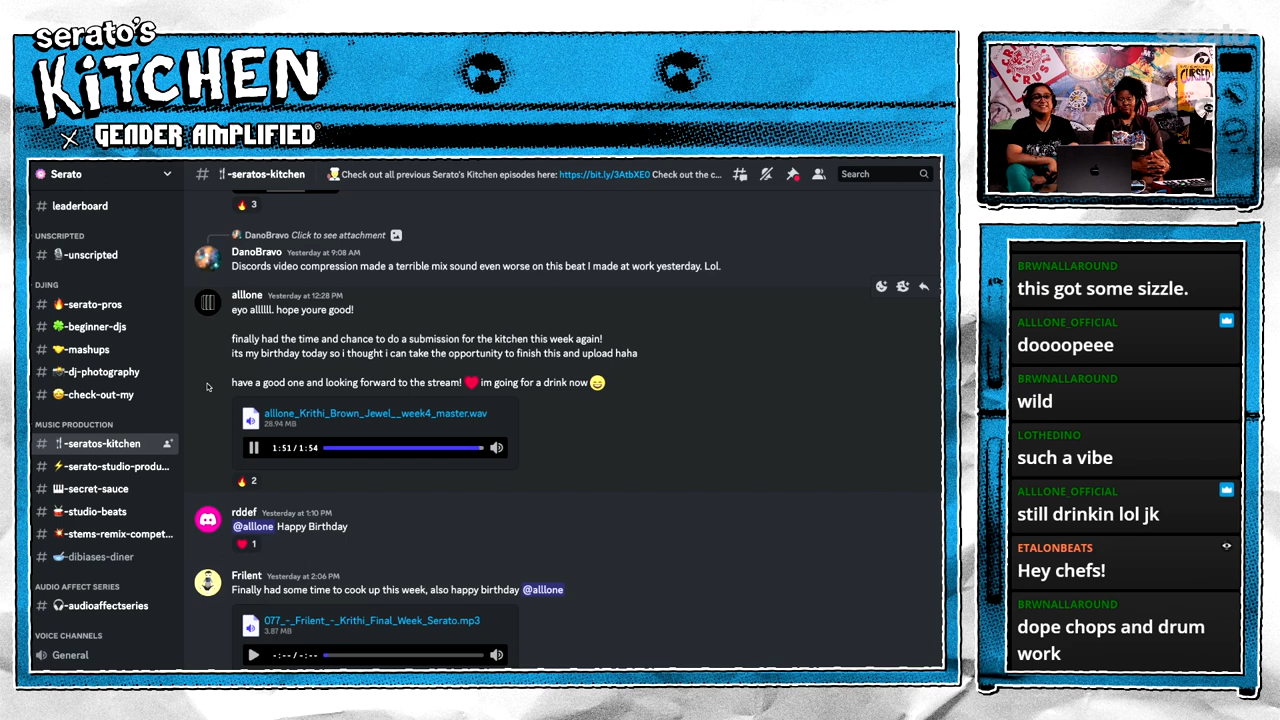 serato's
KiTCHEN
x GENDER AMPLIFIED
Serato
leaderboard
UNSCRIPTED
-unscripted
DJING
-serato-pros
-beginner-djs
-mashups
-dj-photography
-check-out-my
MUSIC PRODUCTION
-seratos-kitchen
-serato-studio-produ...
-secret-sauce
-studio-beats
-stems-remix-compet...
-dibiases-diner
AUDIO AFFECT SERIES
-audioaffectseries
VOICE CHANNELS
General
-seratos-kitchen
Check out all previous Serato's Kitchen episodes here: https://bit.ly/3AtbXE0 Check out the c...
Search
3
DanoBravo Click to see attachment
DanoBravo Yesterday at 9:08 AM
Discords video compression made a terrible mix sound even worse on this beat I made at work yesterday. Lol.
alllone Yesterday at 12:28 PM
eyo allllll. hope youre good!
finally had the time and chance to do a submission for the kitchen this week again!
its my birthday today so i thought i can take the opportunity to finish this and upload haha
have a good one and looking forward to the stream! ❤️ im going for a drink now 😄
alllone_Krithi_Brown_Jewel__week4_master.wav
28.94 MB
1:51 / 1:54
2
rddef Yesterday at 1:10 PM
@alllone Happy Birthday
1
Frilent Yesterday at 2:06 PM
Finally had some time to cook up this week, also happy birthday @alllone
077_-_Frilent_-_Krithi_Final_Week_Serato.mp3
3.87 MB
-:-- / -:--
serato
CURSED
BRWNALLAROUND
this got some sizzle.
ALLLONE_OFFICIAL
doooopeee
BRWNALLAROUND
wild
LOTHEDINO
such a vibe
ALLLONE_OFFICIAL
still drinkin lol jk
ETALONBEATS
Hey chefs!
BRWNALLAROUND
dope chops and drum
work